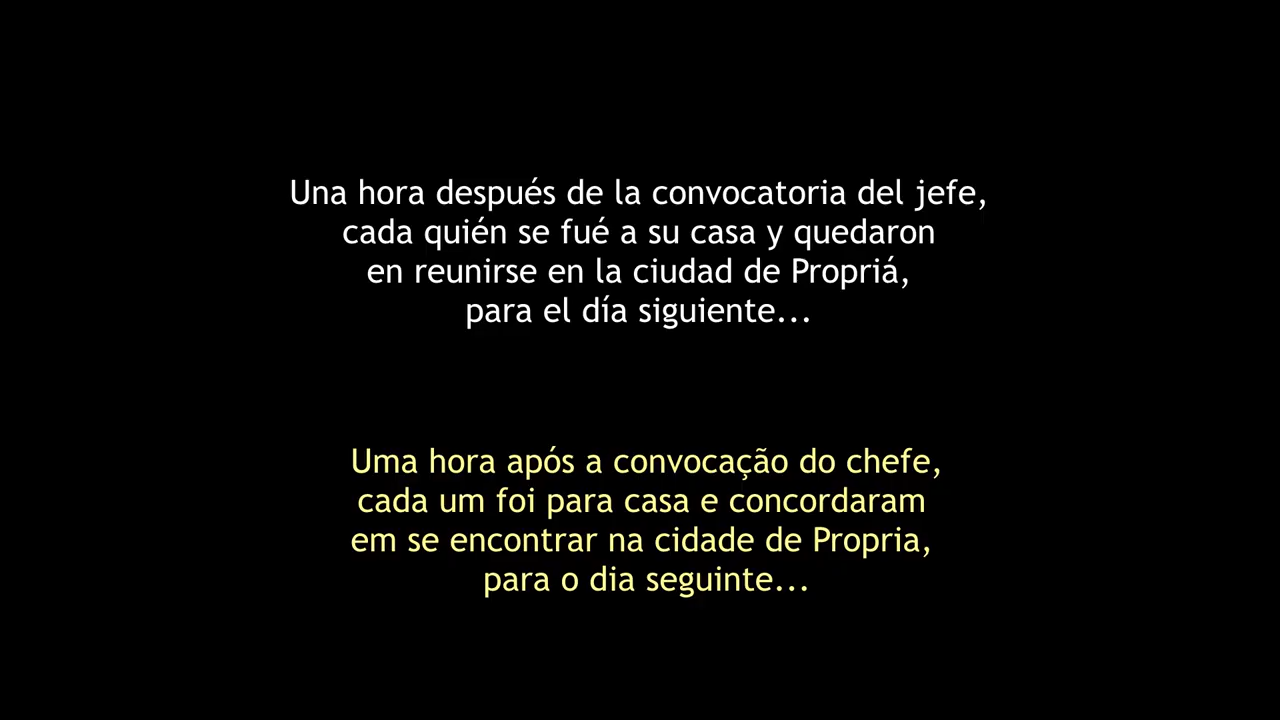 Una hora después de la convocatoria del jefe,
cada quién se fué a su casa y quedaron
en reunirse en la ciudad de Propriá,
para el día siguiente...
Uma hora após a convocação do chefe,
cada um foi para casa e concordaram
em se encontrar na cidade de Propria,
para o dia seguinte...